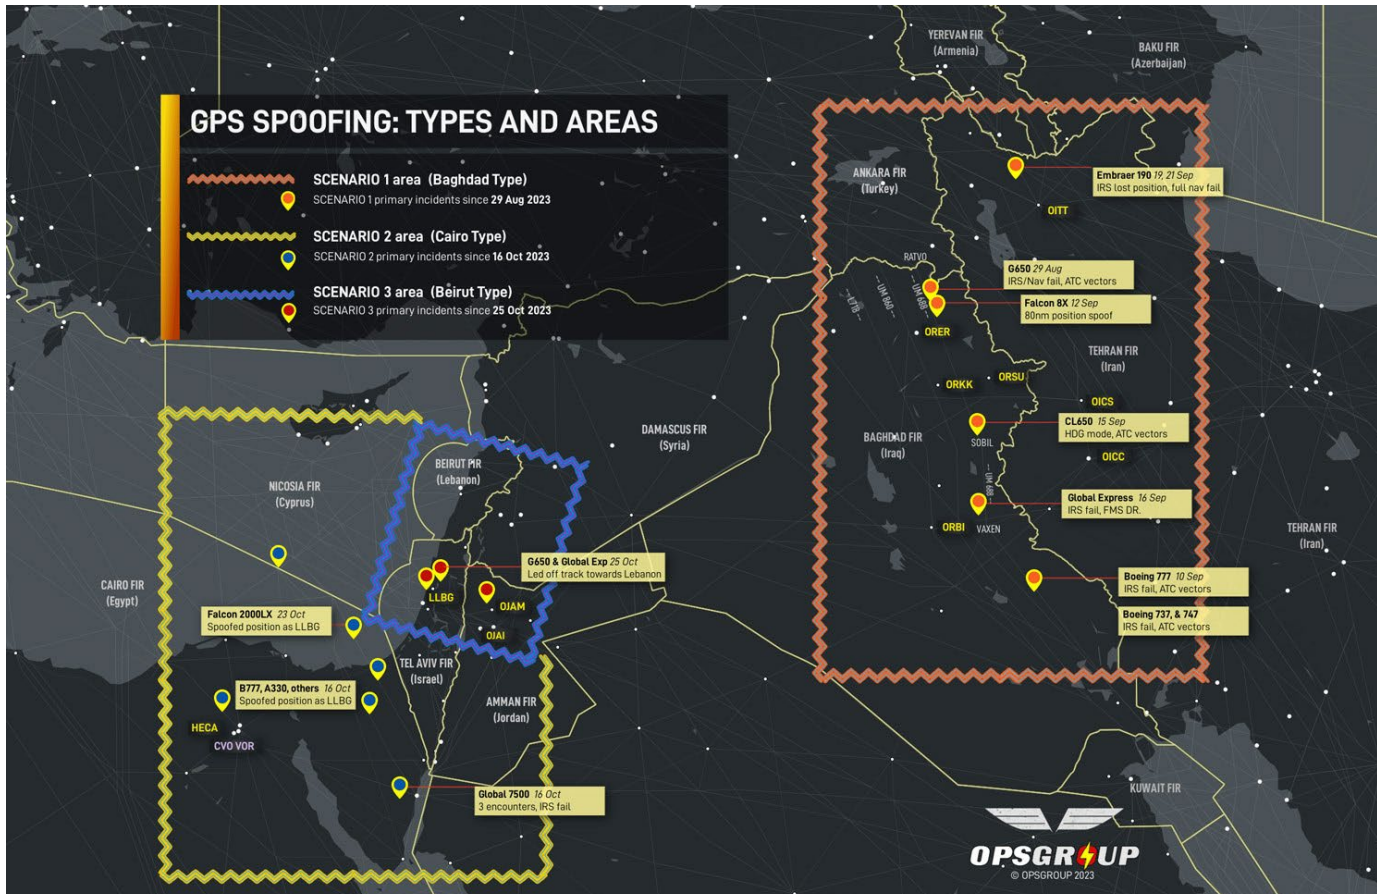 GPS SPOOFING: TYPES AND AREAS
SCENARIO 1 area (Baghdad Type)
SCENARIO 1 primary incidents since 29 Aug 2023
SCENARIO 2 area (Cairo Type)
SCENARIO 2 primary incidents since 16 Oct 2023
SCENARIO 3 area (Beirut Type)
SCENARIO 3 primary incidents since 25 Oct 2023
YEREVAN FIR
(Armenia)
BAKU FIR
(Azerbaijan)
ANKARA FIR
(Turkey)
Embraer 190 19, 21 Sep
IRS lost position, full nav fail
OITT
RATVO
G650 29 Aug
IRS/Nav fail, ATC vectors
UM 860
UM 688
Falcon 8X 12 Sep
80nm position spoof
ORER
TEHRAN FIR
(Iran)
ORKK
ORSU
OICS
DAMASCUS FIR
(Syria)
BAGHDAD FIR
(Iraq)
CL650 15 Sep
HDG mode, ATC vectors
SOBIL
OICC
UM 688
Global Express 16 Sep
IRS fail, FMS DR.
ORBI
VAXEN
TEHRAN FIR
(Iran)
Boeing 777 10 Sep
IRS fail, ATC vectors
Boeing 737, & 747
IRS fail, ATC vectors
BEIRUT FIR
(Lebanon)
NICOSIA FIR
(Cyprus)
G650 & Global Exp 25 Oct
Led off track towards Lebanon
CAIRO FIR
(Egypt)
LLBG
OJAM
Falcon 2000LX 23 Oct
Spoofed position as LLBG
OJAI
TEL AVIV FIR
(Israel)
B777, A330, others 16 Oct
Spoofed position as LLBG
AMMAN FIR
(Jordan)
HECA
CVO VOR
Global 7500 16 Oct
3 encounters, IRS fail
KUWAIT FIR
OPSGROUP
© OPSGROUP 2023